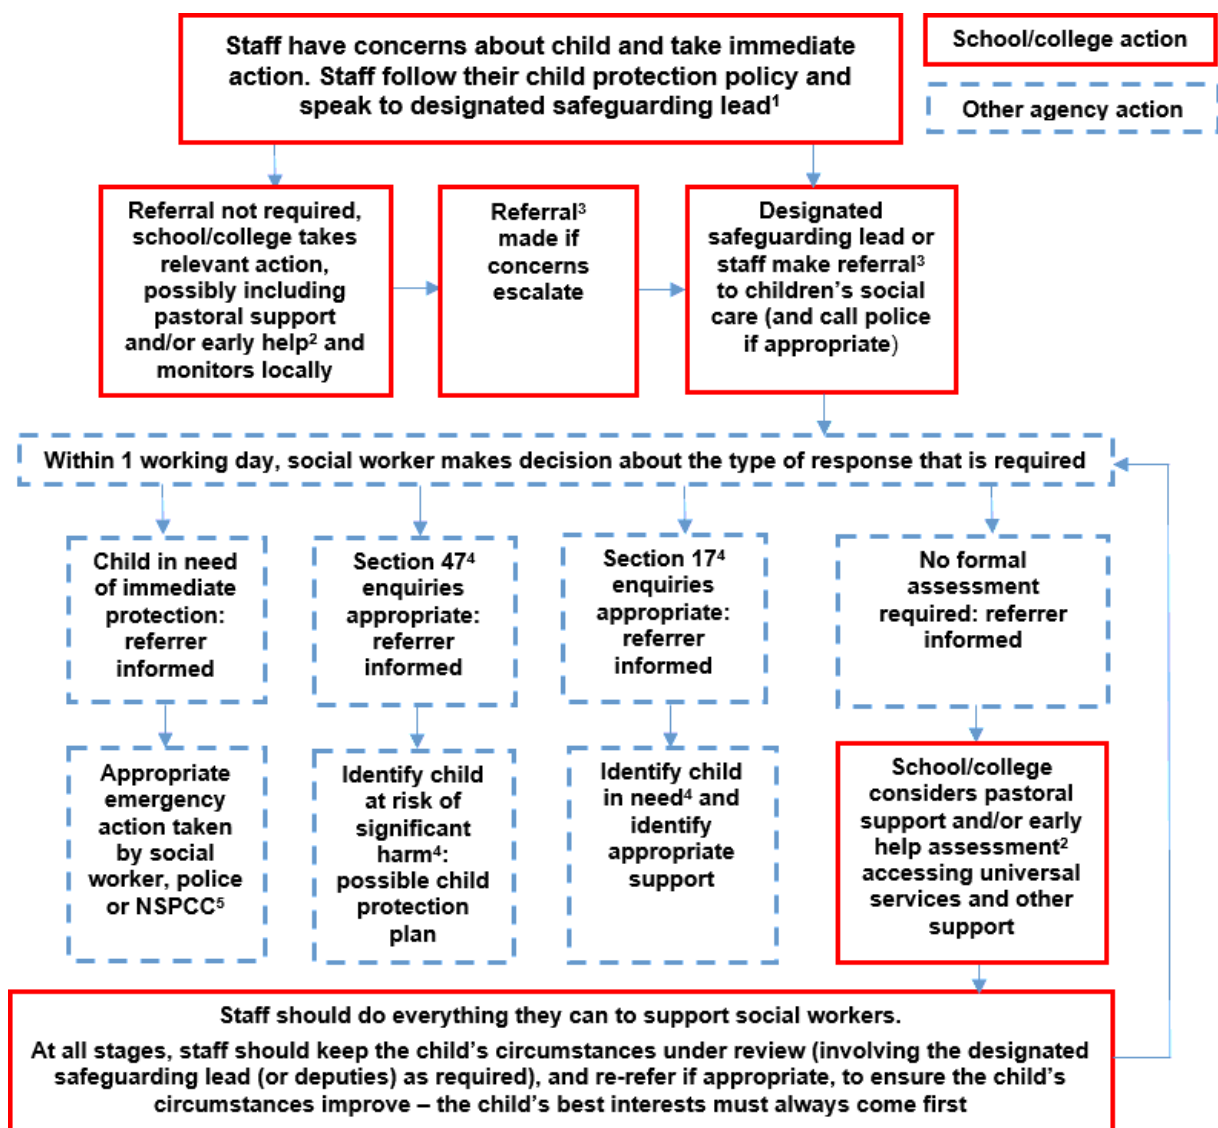 Staff have concerns about child and take immediate
action. Staff follow their child protection policy and
speak to designated safeguarding lead¹
School/college action
Other agency action
Referral not required,
school/college takes
relevant action,
possibly including
pastoral support
and/or early help² and
monitors locally
Referral³
made if
concerns
escalate
Designated
safeguarding lead or
staff make referral³
to children's social
care (and call police
if appropriate)
Within 1 working day, social worker makes decision about the type of response that is required
Child in need
of immediate
protection:
referrer
informed
Section 47⁴
enquiries
appropriate:
referrer
informed
Section 17⁴
enquiries
appropriate:
referrer
informed
No formal
assessment
required: referrer
informed
Appropriate
emergency
action taken
by social
worker, police
or NSPCC⁵
Identify child
at risk of
significant
harm⁴:
possible child
protection
plan
Identify child
in need⁴ and
identify
appropriate
support
School/college
considers pastoral
support and/or early
help assessment²
accessing universal
services and other
support
Staff should do everything they can to support social workers.
At all stages, staff should keep the child's circumstances under review (involving the designated
safeguarding lead (or deputies) as required), and re-refer if appropriate, to ensure the child's
circumstances improve – the child's best interests must always come first